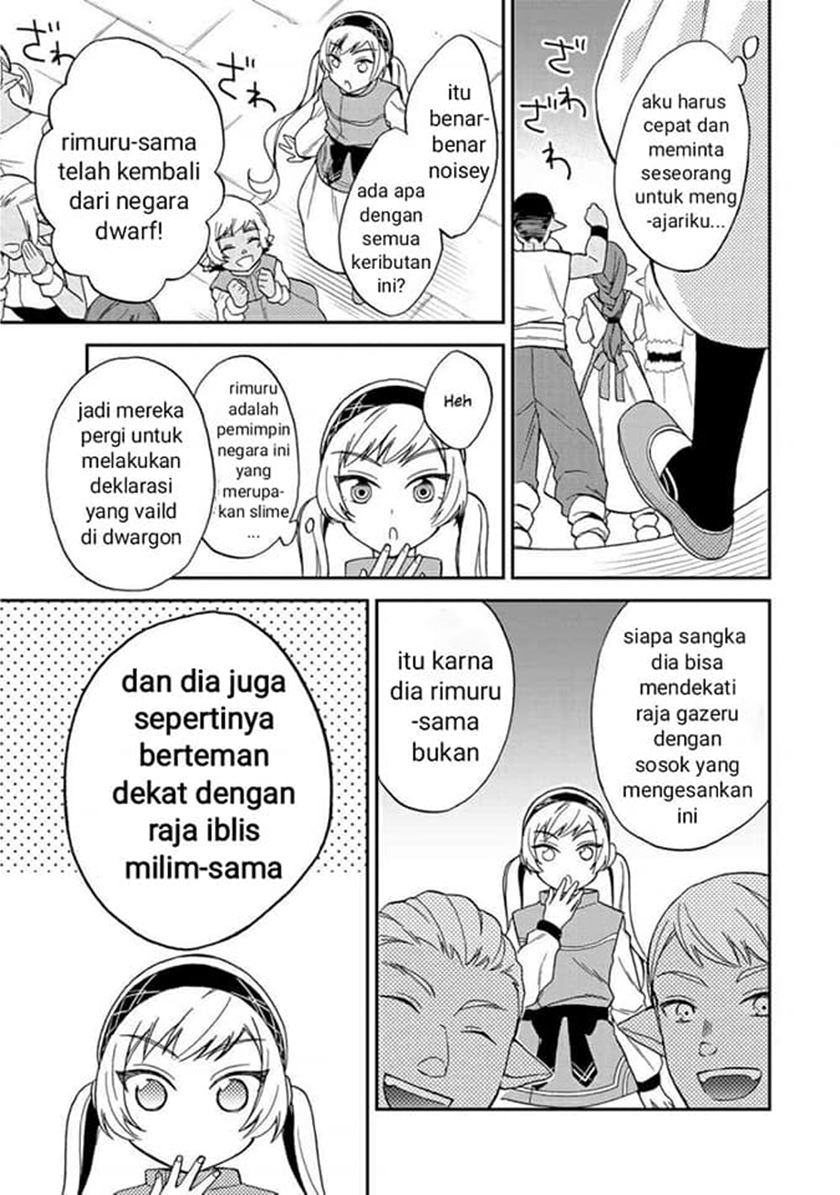 aku harus
cepat dan
meminta
seseorang
untuk meng
-ajariku...
ざわ
ざわ
itu
benar-
benar
noisey
ada apa
dengan
semua
keributan
ini?
ざわ
rimuru-sama
telah kembali
dari negara
dwarf!
ざわ
Heh
rimuru
adalah
pemimpin
negara ini
yang
merupa-
kan slime
...
jadi mereka
pergi untuk
melakukan
deklarasi
yang vaild
di dwargon
siapa sangka
dia bisa
mendekati
raja gazeru
dengan
sosok yang
mengesankan
ini
itu karna
dia rimuru
-sama
bukan
dan dia juga
sepertinya
berteman
dekat dengan
raja iblis
milim-sama